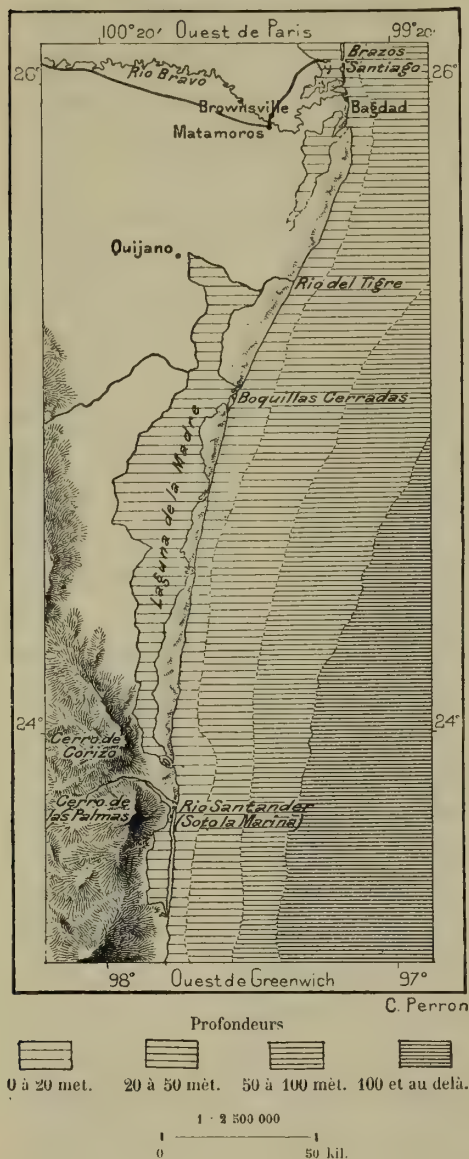 100°20' Ouest de Paris 99°20'
26° 26°
Brazos
Santiago
Rio Bravo
Brownsville
Bagdad
Matamoros
Quijano
Rio del Tigre
Boquillas Cerradas
Laguna de la Madre
24° 24°
Cerro de
Corizo
Cerro de
las Palmas
Rio Santander
(Soto la Marina)
98° Ouest de Greenwich 97°
C. Perron
Profondeurs
0 à 20 mèt. 20 à 50 mèt. 50 à 100 mèt. 100 et au delà.
1 : 2 500 000
0 50 kil.